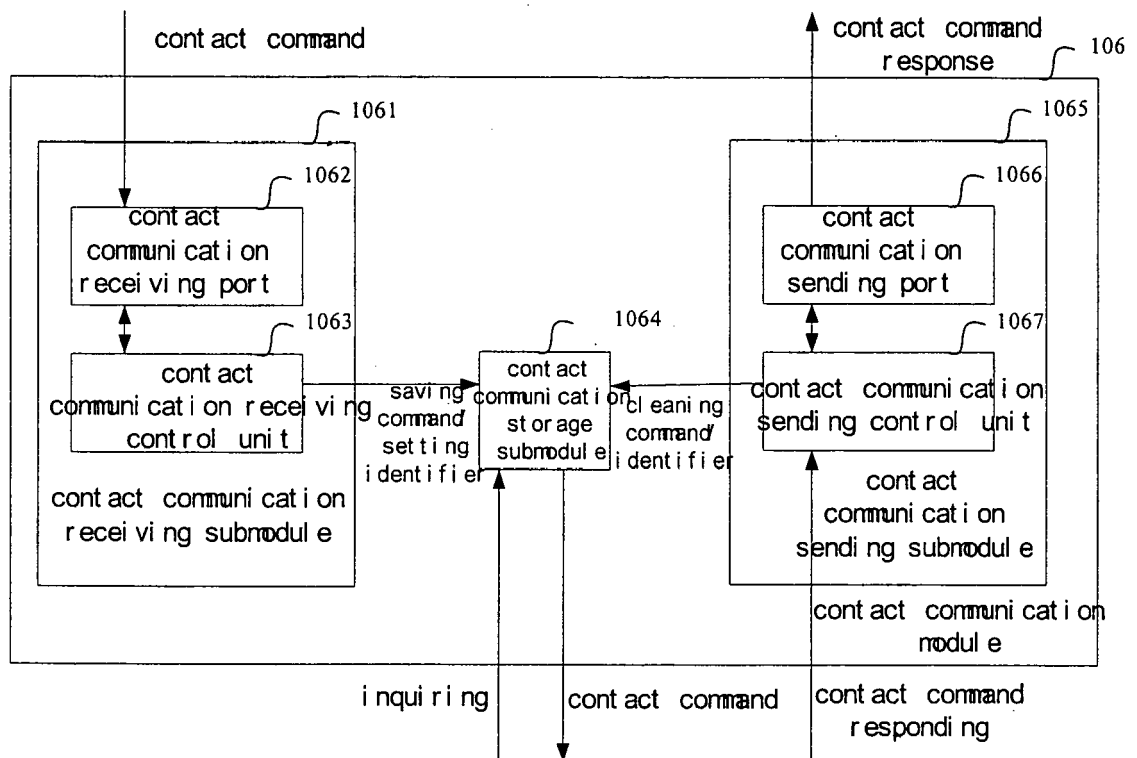 contact command
contact command
response
106
1061
1065
1062
1066
contact
communication
receiving port
contact
communication
sending port
1063
1064
1067
contact
communication receiving
control unit
saving
command/
setting
identifier
contact
communication
storage
submodule
cleaning
command/
identifier
contact communication
sending control unit
contact communication
receiving submodule
contact
communication
sending submodule
contact communication
module
inquiring
contact command
contact command
responding